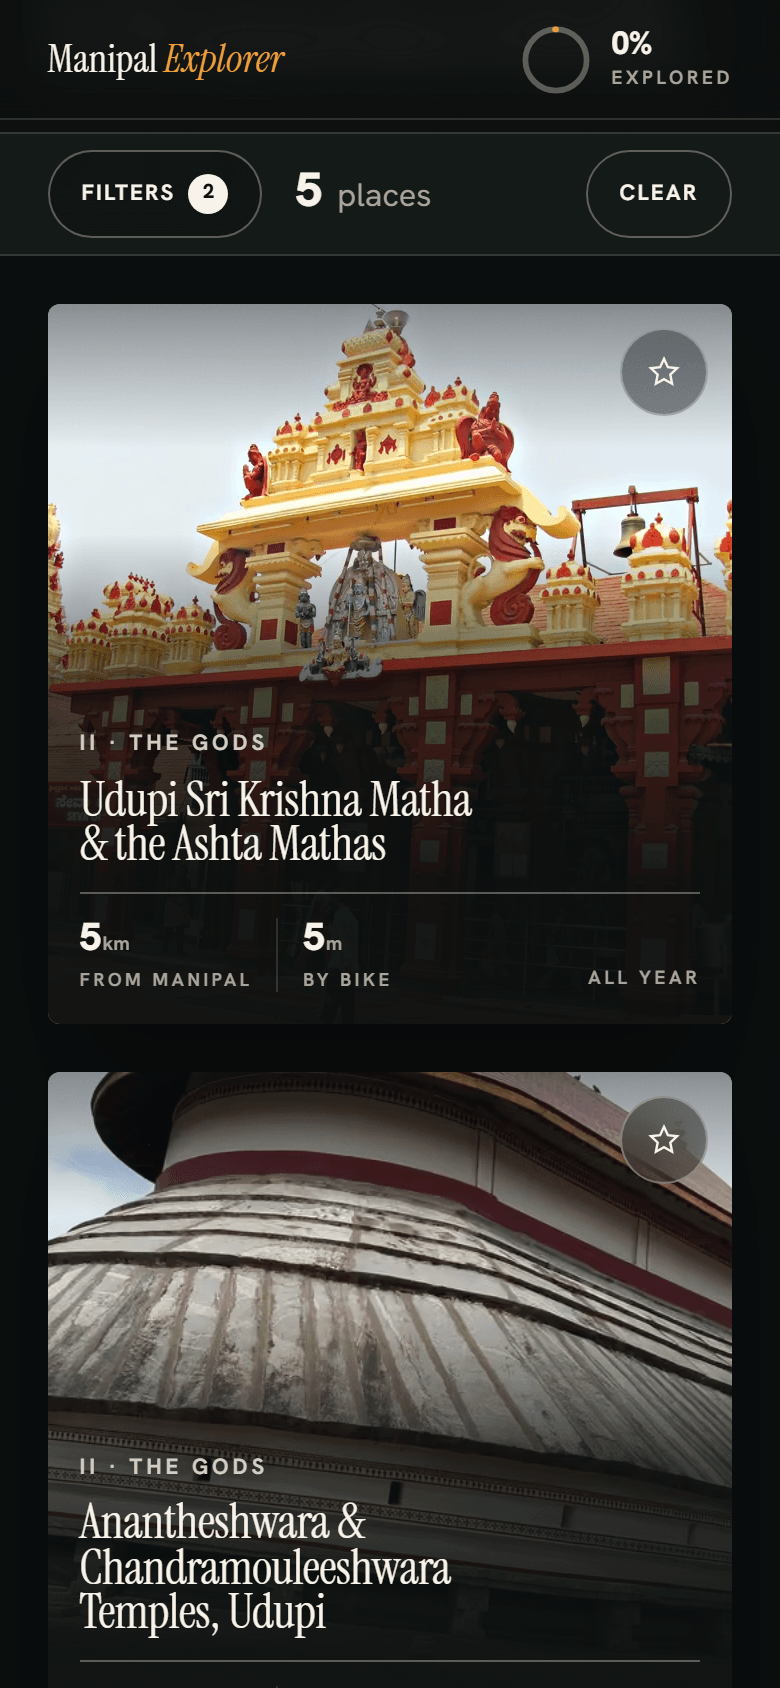 Manipal Explorer
0%
EXPLORED
FILTERS 2
5 places
CLEAR
II · THE GODS
Udupi Sri Krishna Matha
& the Ashta Mathas
5km
FROM MANIPAL
5m
BY BIKE
ALL YEAR
II · THE GODS
Anantheshwara &
Chandramouleeshwara
Temples, Udupi